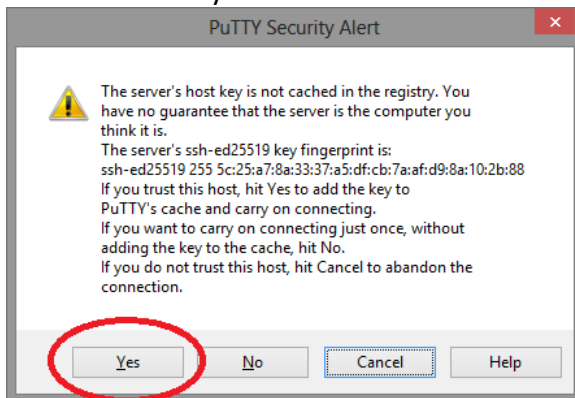 PuTTY Security Alert
The server's host key is not cached in the registry. You
have no guarantee that the server is the computer you
think it is.
The server's ssh-ed25519 key fingerprint is:
ssh-ed25519 255 5c:25:a7:8a:33:37:a5:df:cb:7a:af:d9:8a:10:2b:88
If you trust this host, hit Yes to add the key to
PuTTY's cache and carry on connecting.
If you want to carry on connecting just once, without
adding the key to the cache, hit No.
If you do not trust this host, hit Cancel to abandon the
connection.
Yes No Cancel Help